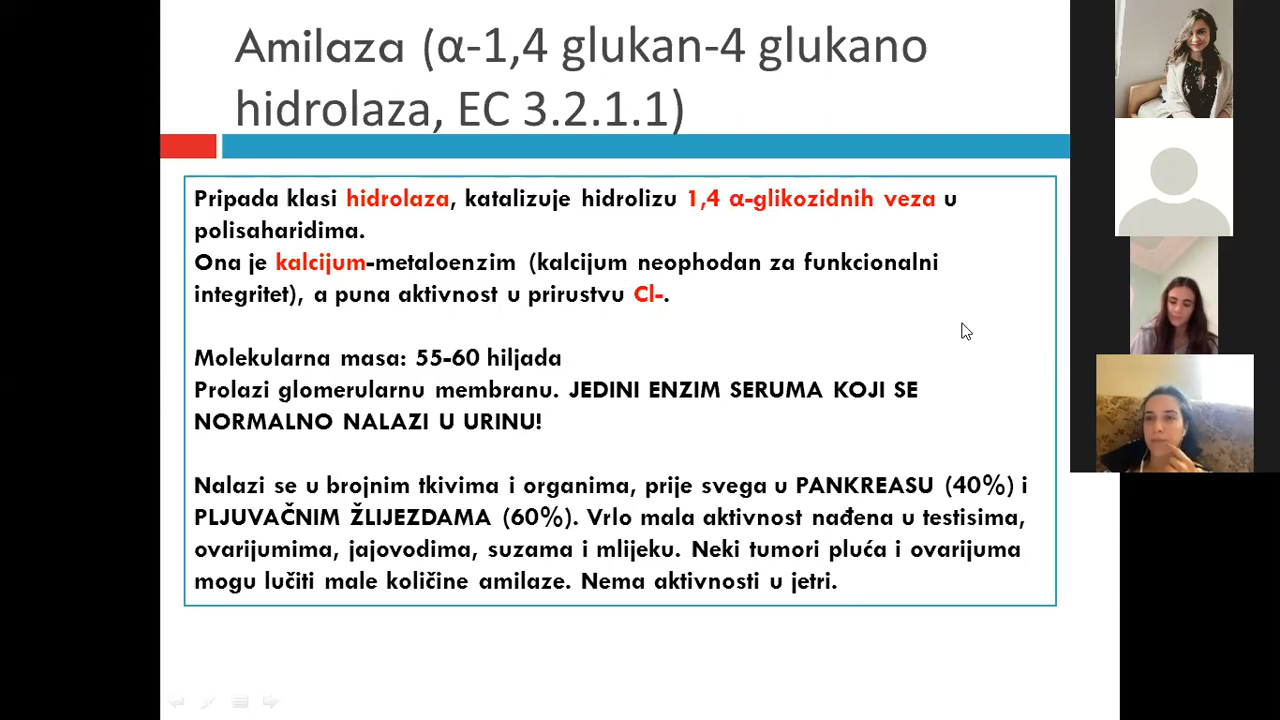 Amilaza (α-1,4 glukan-4 glukano
hidrolaza, EC 3.2.1.1)
Pripada klasi hidrolaza, katalizuje hidrolizu 1,4 α-glikozidnih veza u
polisaharidima.
Ona je kalcijum-metaloenzim (kalcijum neophodan za funkcionalni
integritet), a puna aktivnost u prirustvu Cl-.
Molekularna masa: 55-60 hiljada
Prolazi glomerularnu membranu. JEDINI ENZIM SERUMA KOJI SE
NORMALNO NALAZI U URINU!
Nalazi se u brojnim tkivima i organima, prije svega u PANKREASU (40%) i
PLJUVAČNIM ŽLIJEZDAMA (60%). Vrlo mala aktivnost nađena u testisima,
ovarijumima, jajovodima, suzama i mlijeku. Neki tumori pluća i ovarijuma
mogu lučiti male količine amilaze. Nema aktivnosti u jetri.